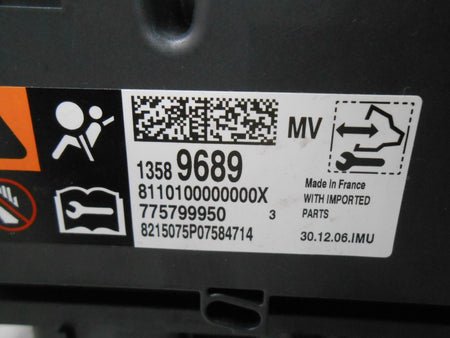 MV
1358 9689
8110100000000X
775799950 3
8215075P07584714
Made in France
WITH IMPORTED
PARTS
30.12.06.IMU